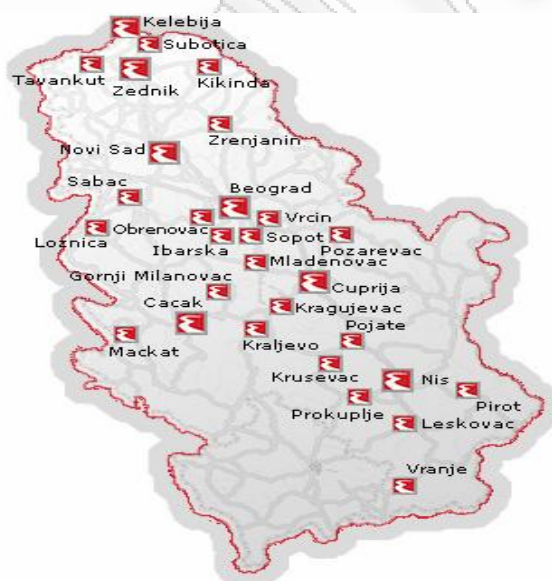 Kelebija
Subotica
Tavankut
Zednik
Kikinda
Zrenjanin
Novi Sad
Sabac
Beograd
Obrenovac
Vrcin
Loznica
Ibarska
Sopot
Pozarevac
Mladenovac
Gornji Milanovac
Cuprija
Cacak
Kragujevac
Pojate
Mackat
Kraljevo
Krusevac
Nis
Pirot
Prokuplje
Leskovac
Vranje